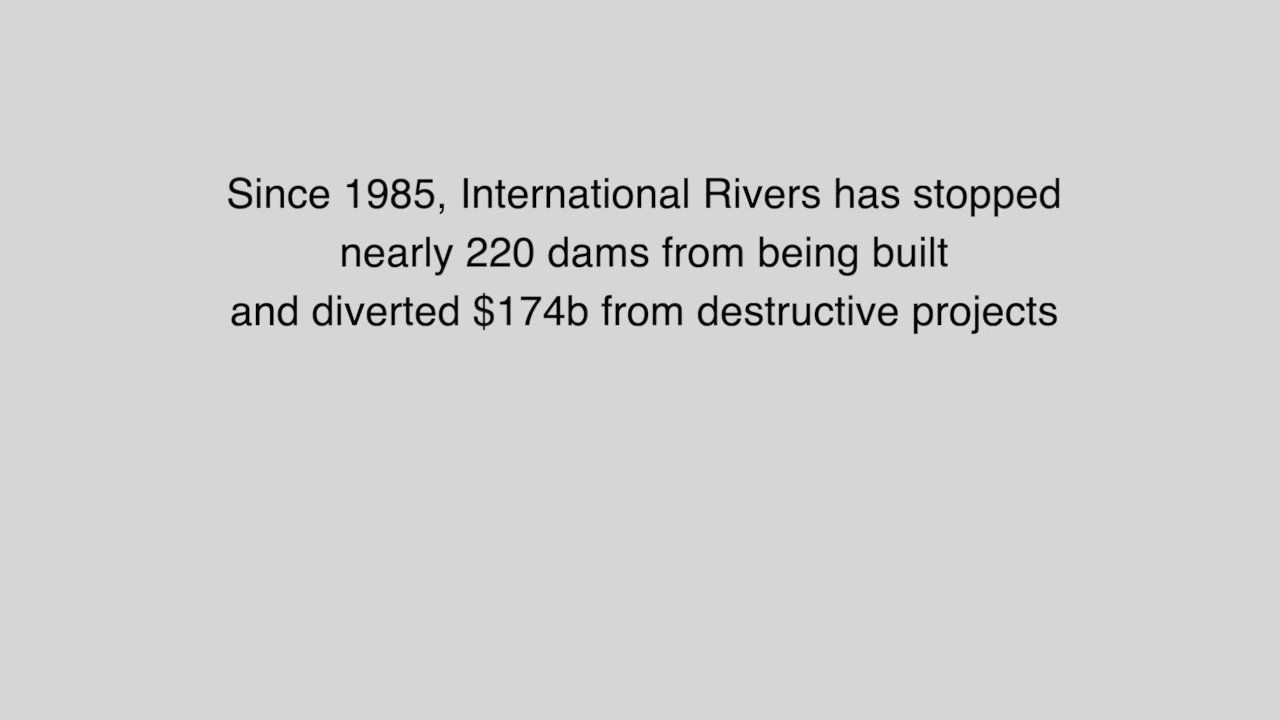 Since 1985, International Rivers has stopped
nearly 220 dams from being built
and diverted $174b from destructive projects